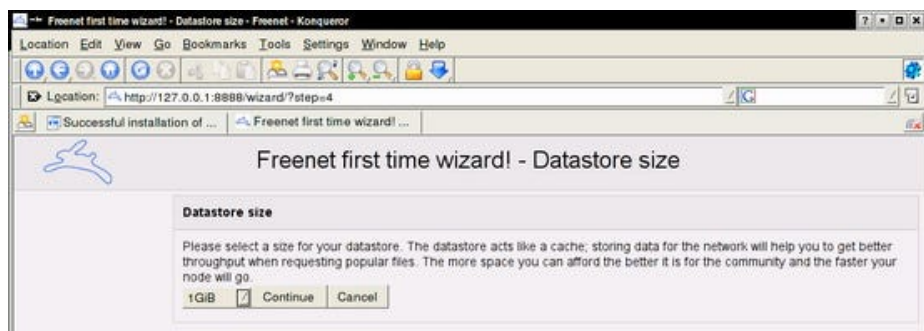 Freenet first time wizard! - Datastore size - Freenet - Konqueror
Location Edit View Go Bookmarks Tools Settings Window Help
Location: http://127.0.0.1:8888/wizard/?step=4
Successful installation of ... Freenet first time wizard! ...
Freenet first time wizard! - Datastore size
Datastore size
Please select a size for your datastore. The datastore acts like a cache; storing data for the network will help you to get better
throughput when requesting popular files. The more space you can afford the better it is for the community and the faster your
node will go.
1GiB Continue Cancel